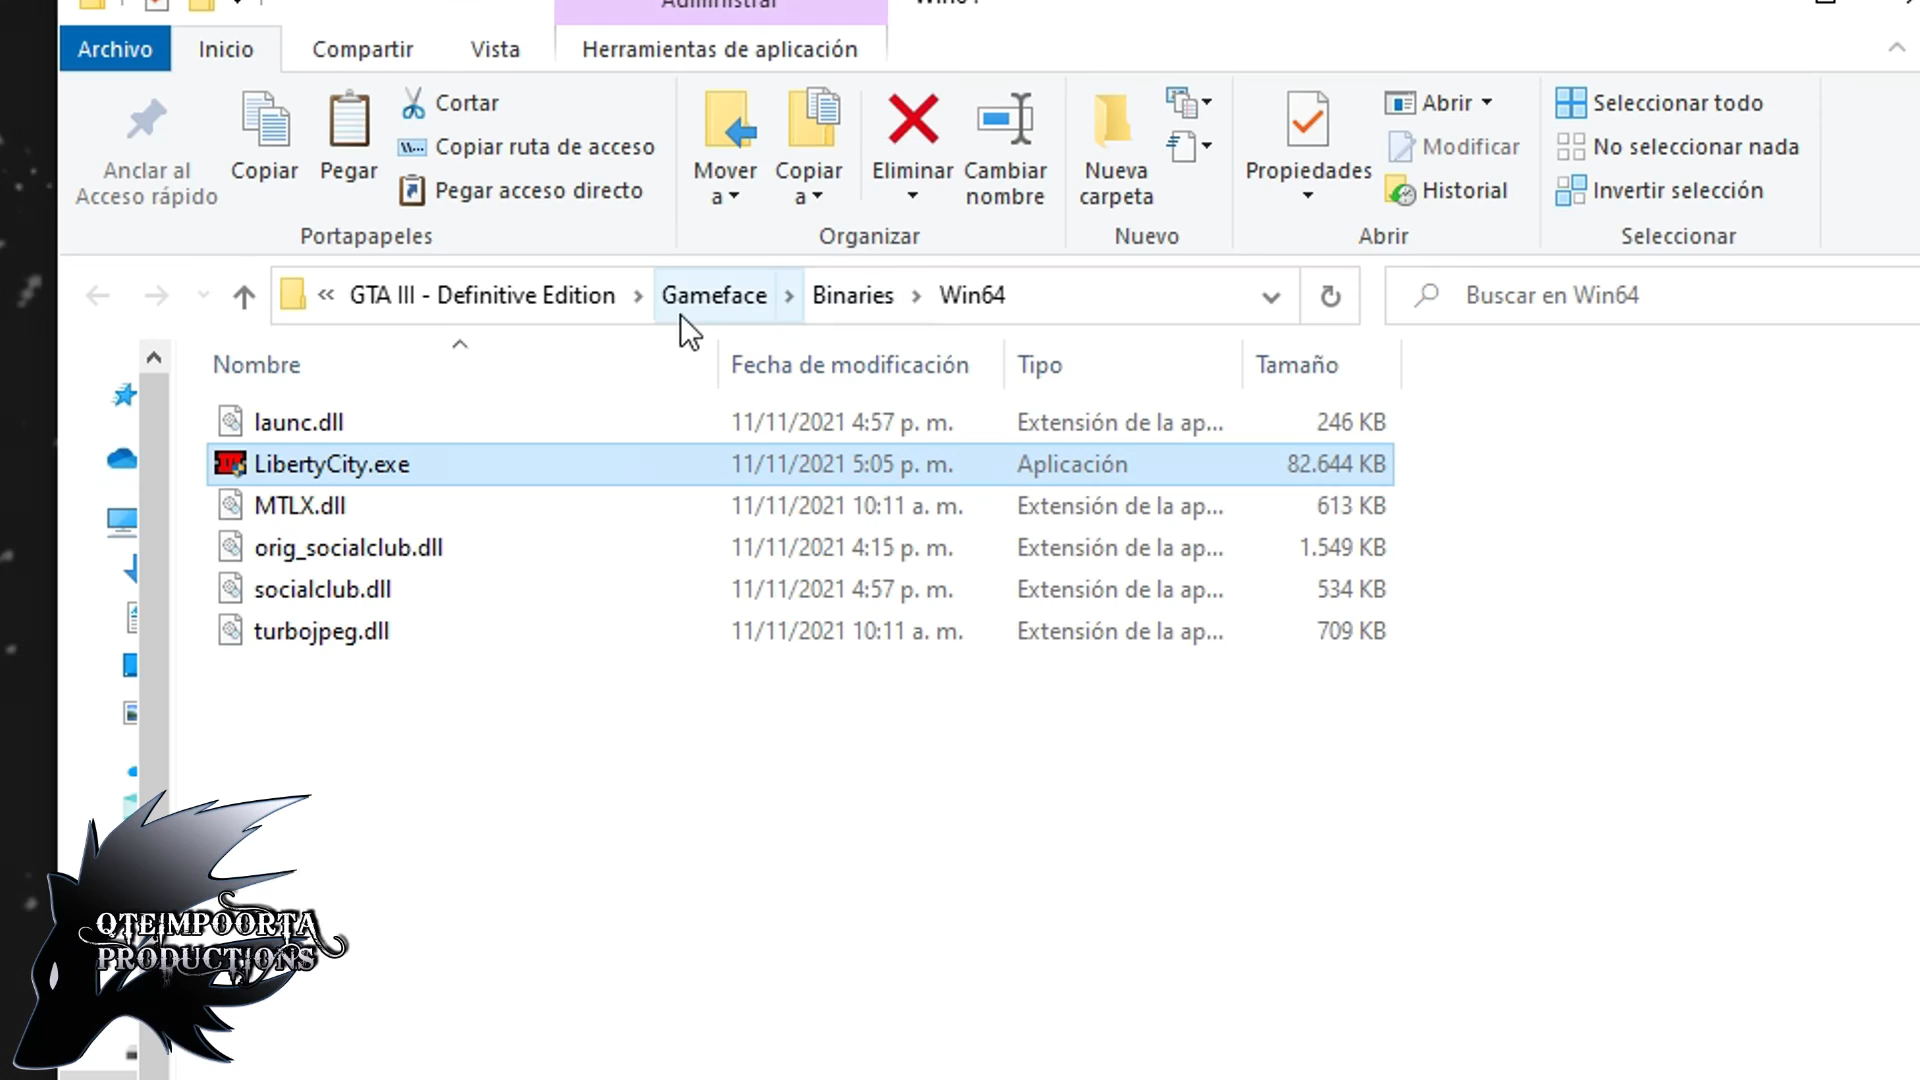 Administrar
Win64
Archivo
Inicio
Compartir
Vista
Herramientas de aplicación
Anclar al
Acceso rápido
Copiar
Pegar
Cortar
Copiar ruta de acceso
Pegar acceso directo
Mover
a
Copiar
a
Eliminar
Cambiar
nombre
Nueva
carpeta
Propiedades
Abrir
Modificar
Historial
Seleccionar todo
No seleccionar nada
Invertir selección
Portapapeles
Organizar
Nuevo
Abrir
Seleccionar
« GTA III - Definitive Edition › Gameface › Binaries › Win64
Buscar en Win64
Nombre Fecha de modificación Tipo Tamaño
launc.dll 11/11/2021 4:57 p. m. Extensión de la ap... 246 KB
LibertyCity.exe 11/11/2021 5:05 p. m. Aplicación 82.644 KB
MTLX.dll 11/11/2021 10:11 a. m. Extensión de la ap... 613 KB
orig_socialclub.dll 11/11/2021 4:15 p. m. Extensión de la ap... 1.549 KB
socialclub.dll 11/11/2021 4:57 p. m. Extensión de la ap... 534 KB
turbojpeg.dll 11/11/2021 10:11 a. m. Extensión de la ap... 709 KB
QTEIMPOORTA
PRODUCTIONS